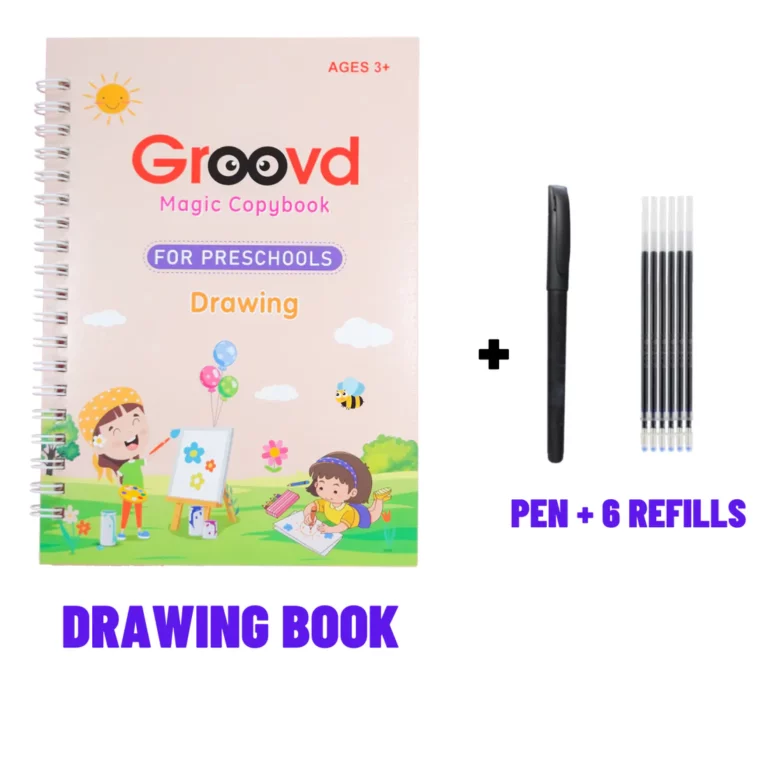 AGES 3+
Groovd
Magic Copybook
FOR PRESCHOOLS
Drawing
PEN + 6 REFILLS
DRAWING BOOK